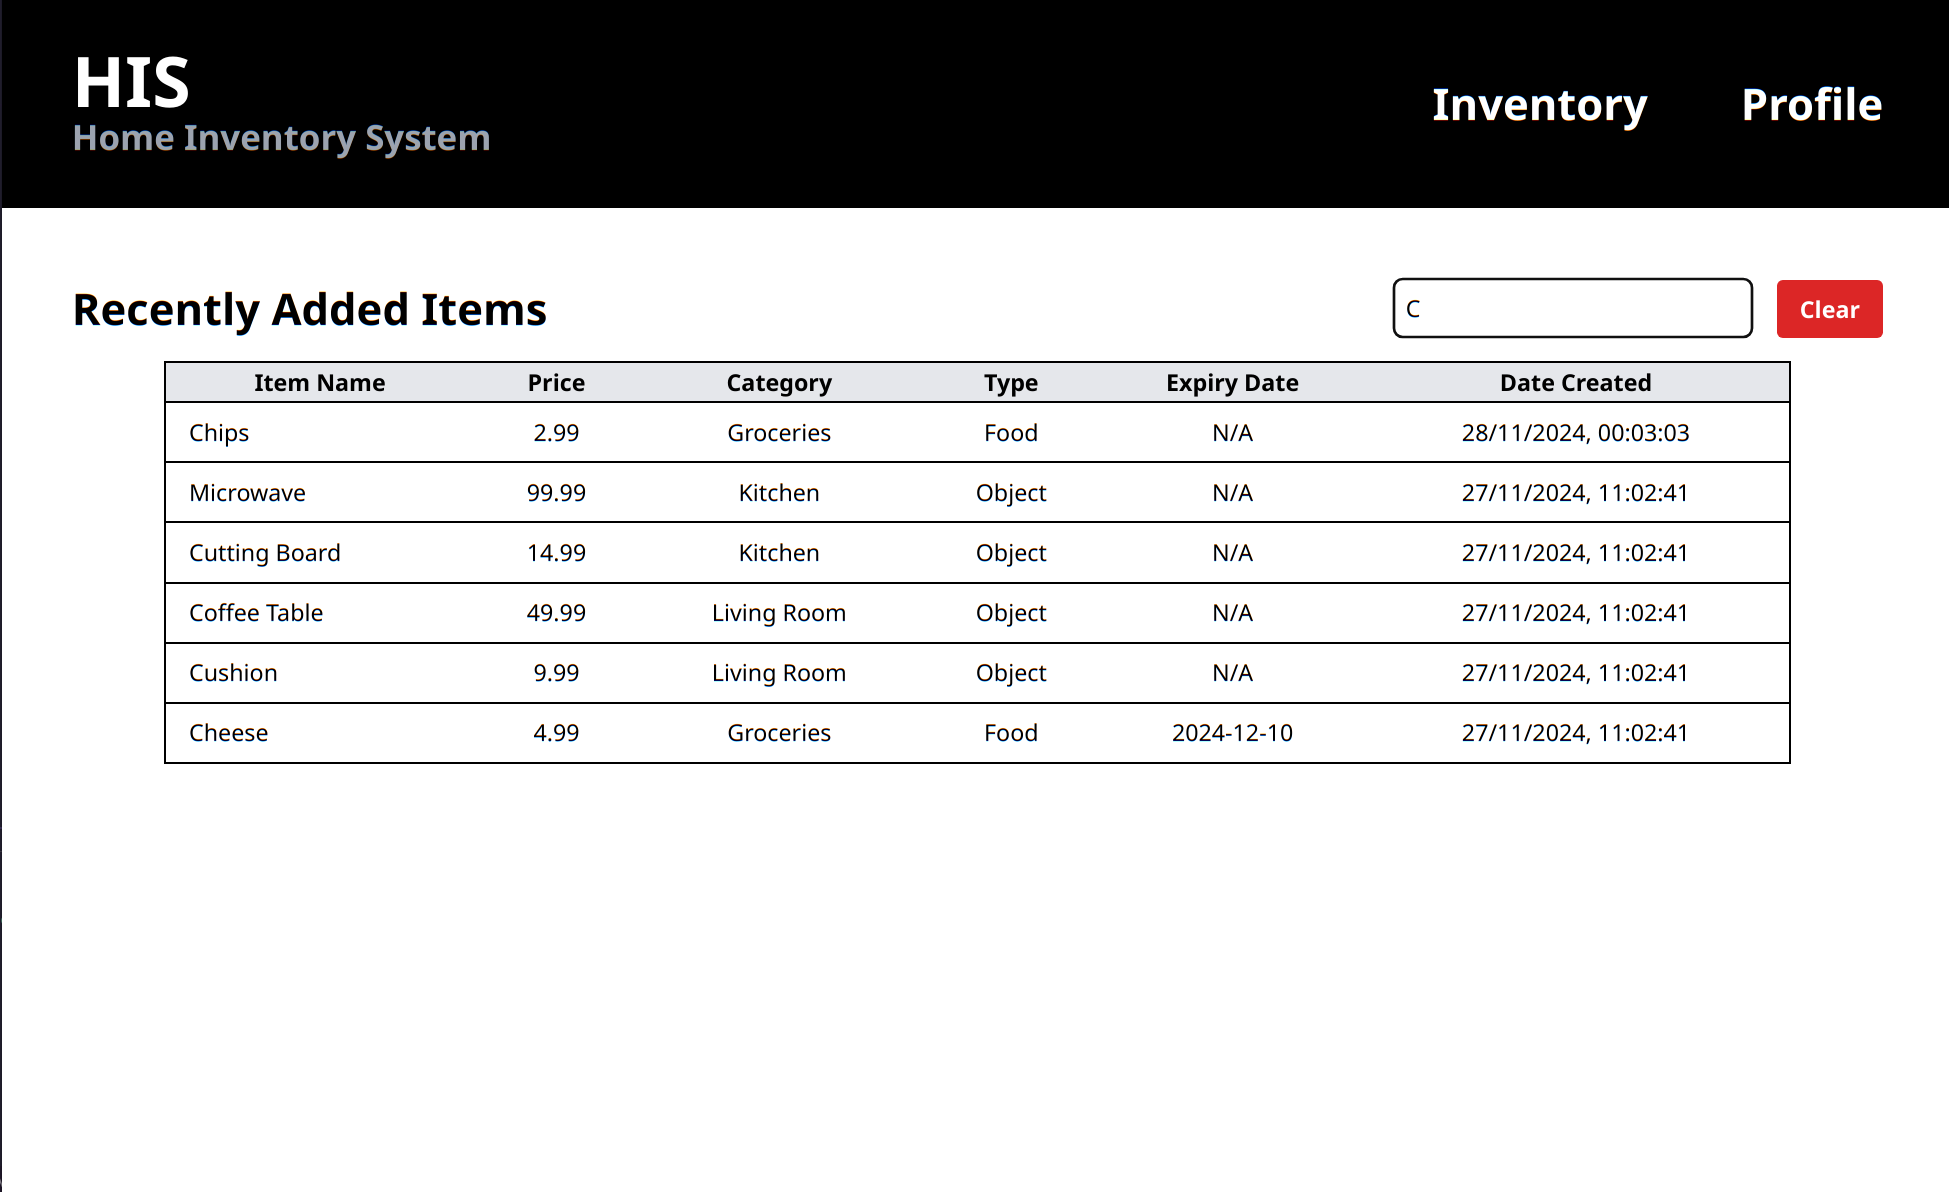 HIS
Home Inventory System
Inventory Profile
Recently Added Items
C
Clear
Item Name Price Category Type Expiry Date Date Created
Chips 2.99 Groceries Food N/A 28/11/2024, 00:03:03
Microwave 99.99 Kitchen Object N/A 27/11/2024, 11:02:41
Cutting Board 14.99 Kitchen Object N/A 27/11/2024, 11:02:41
Coffee Table 49.99 Living Room Object N/A 27/11/2024, 11:02:41
Cushion 9.99 Living Room Object N/A 27/11/2024, 11:02:41
Cheese 4.99 Groceries Food 2024-12-10 27/11/2024, 11:02:41